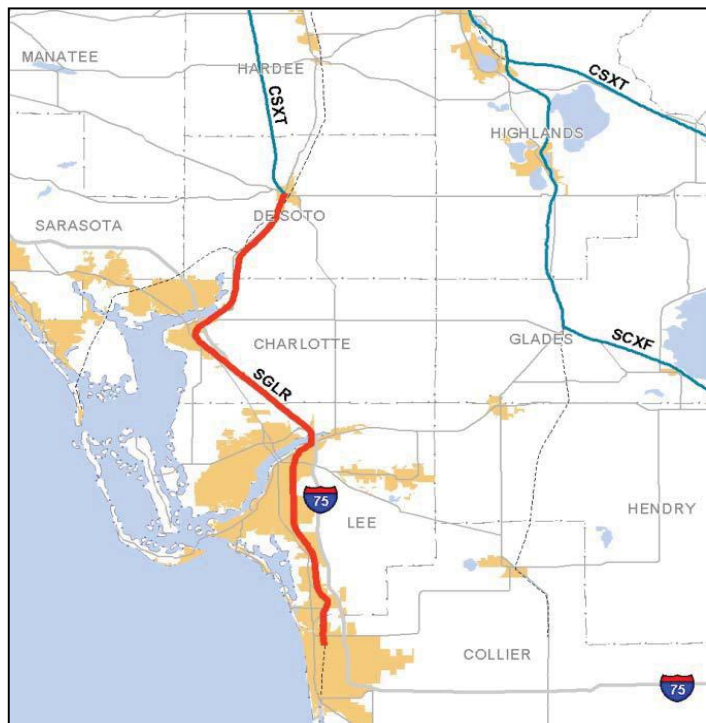 MANATEE
HARDEE
CSXT
CSXT
HIGHLANDS
SARASOTA
DESOTO
CHARLOTTE
GLADES
SCXF
SGLR
75
LEE
HENDRY
COLLIER
75